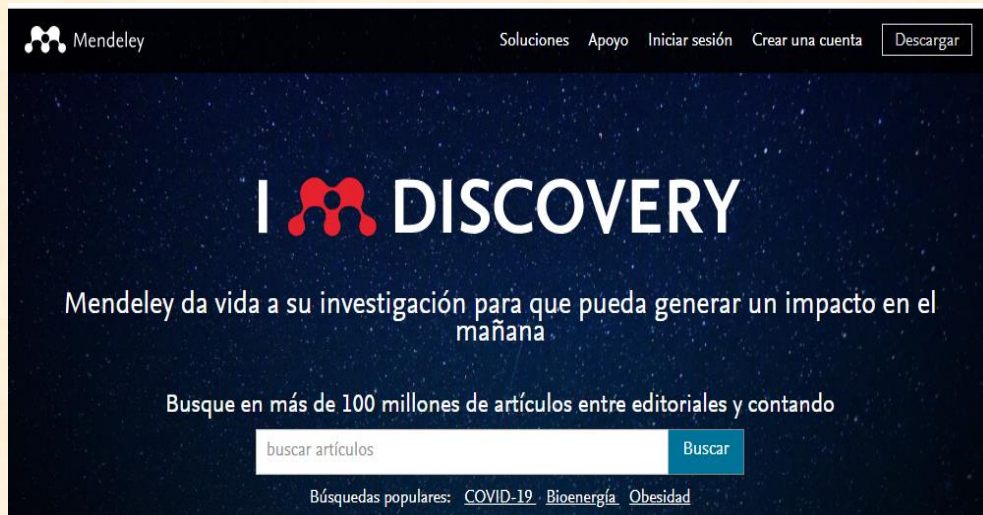 Mendeley
Soluciones Apoyo Iniciar sesión Crear una cuenta Descargar
I DISCOVERY
Mendeley da vida a su investigación para que pueda generar un impacto en el
mañana
Busque en más de 100 millones de artículos entre editoriales y contando
buscar artículos Buscar
Búsquedas populares: COVID-19 Bioenergía Obesidad